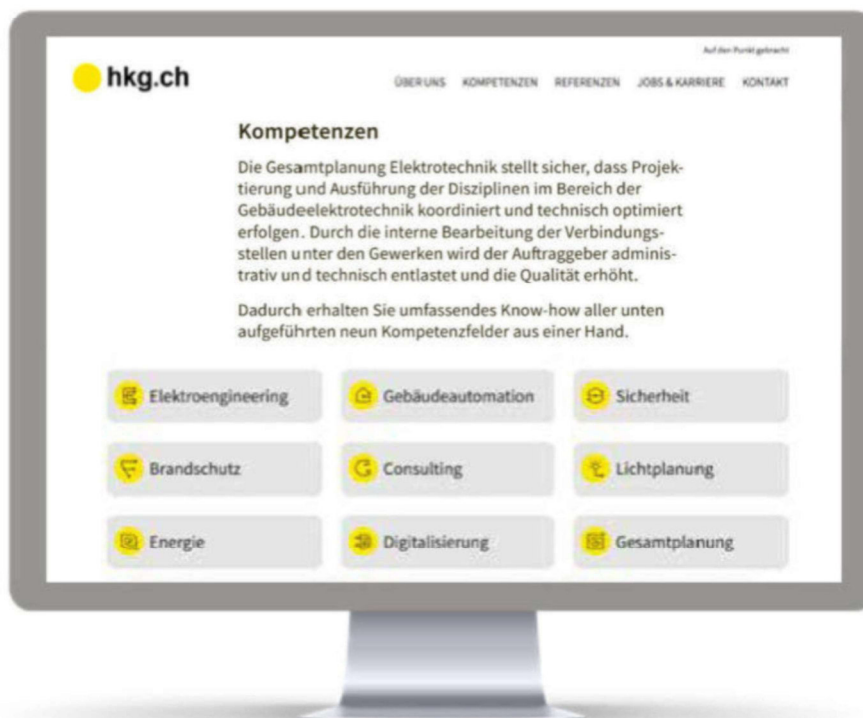 Auf den Punkt gebracht
hkg.ch
ÜBER UNS KOMPETENZEN REFERENZEN JOBS & KARRIERE KONTAKT
Kompetenzen
Die Gesamtplanung Elektrotechnik stellt sicher, dass Projek-
tierung und Ausführung der Disziplinen im Bereich der
Gebäudeelektrotechnik koordiniert und technisch optimiert
erfolgen. Durch die interne Bearbeitung der Verbindungs-
stellen unter den Gewerken wird der Auftraggeber adminis-
trativ und technisch entlastet und die Qualität erhöht.
Dadurch erhalten Sie umfassendes Know-how aller unten
aufgeführten neun Kompetenzfelder aus einer Hand.
Elektroengineering Gebäudeautomation Sicherheit
Brandschutz Consulting Lichtplanung
Energie Digitalisierung Gesamtplanung